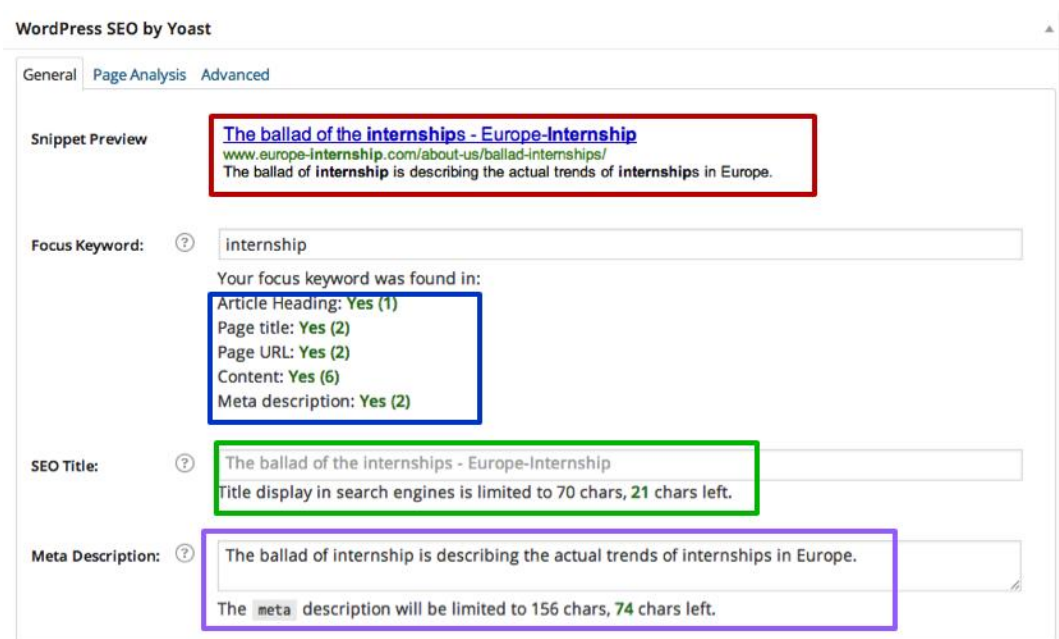 WordPress SEO by Yoast
General Page Analysis Advanced
Snippet Preview
The ballad of the internships - Europe-Internship
www.europe-internship.com/about-us/ballad-internships/
The ballad of internship is describing the actual trends of internships in Europe.
Focus Keyword: ? internship
Your focus keyword was found in:
Article Heading: Yes (1)
Page title: Yes (2)
Page URL: Yes (2)
Content: Yes (6)
Meta description: Yes (2)
SEO Title: ? The ballad of the internships - Europe-Internship
Title display in search engines is limited to 70 chars, 21 chars left.
Meta Description: ? The ballad of internship is describing the actual trends of internships in Europe.
The meta description will be limited to 156 chars, 74 chars left.